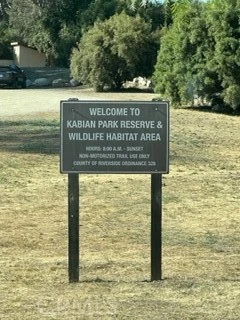 WELCOME TO
KABIAN PARK RESERVE &
WILDLIFE HABITAT AREA
HOURS: 8:00 A.M. - SUNSET
NON-MOTORIZED TRAIL USE ONLY
COUNTY OF RIVERSIDE ORDINANCE 328